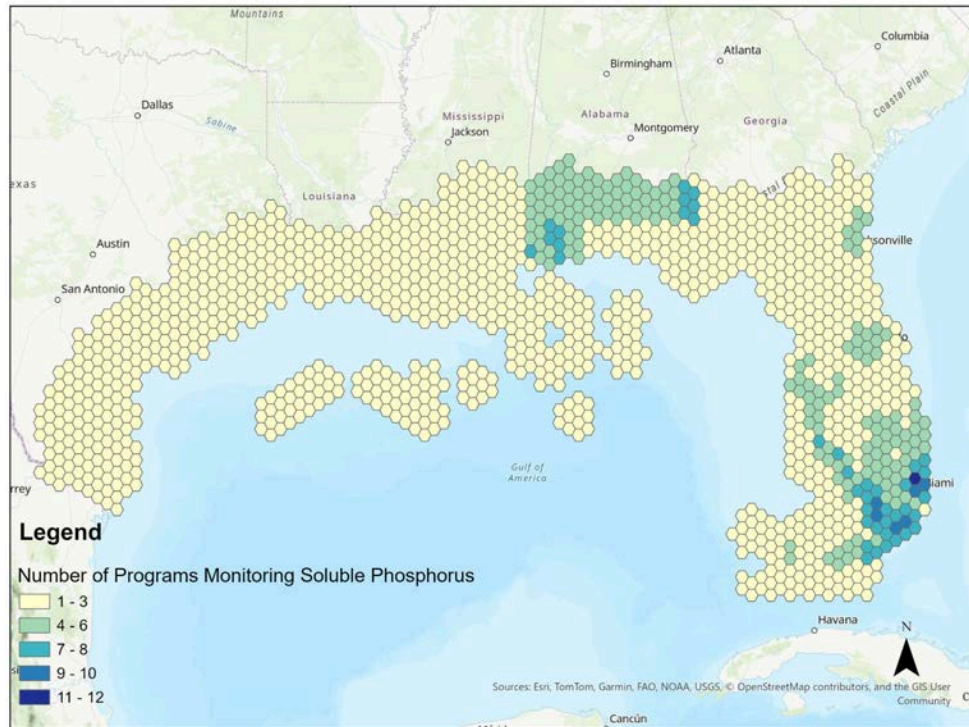 Mountains
Columbia
Atlanta
Birmingham
Dallas
Coastal Plain
Sabine
Mississippi
Alabama
Georgia
Jackson
Montgomery
exas
Louisiana
Austin
sonville
San Antonio
Gulf of
America
rrey
iami
Legend
Number of Programs Monitoring Soluble Phosphorus
1 - 3
4 - 6
7 - 8
9 - 10
11 - 12
Havana
N
Sources: Esri, TomTom, Garmin, FAO, NOAA, USGS, © OpenStreetMap contributors, and the GIS User
Community
Cancún